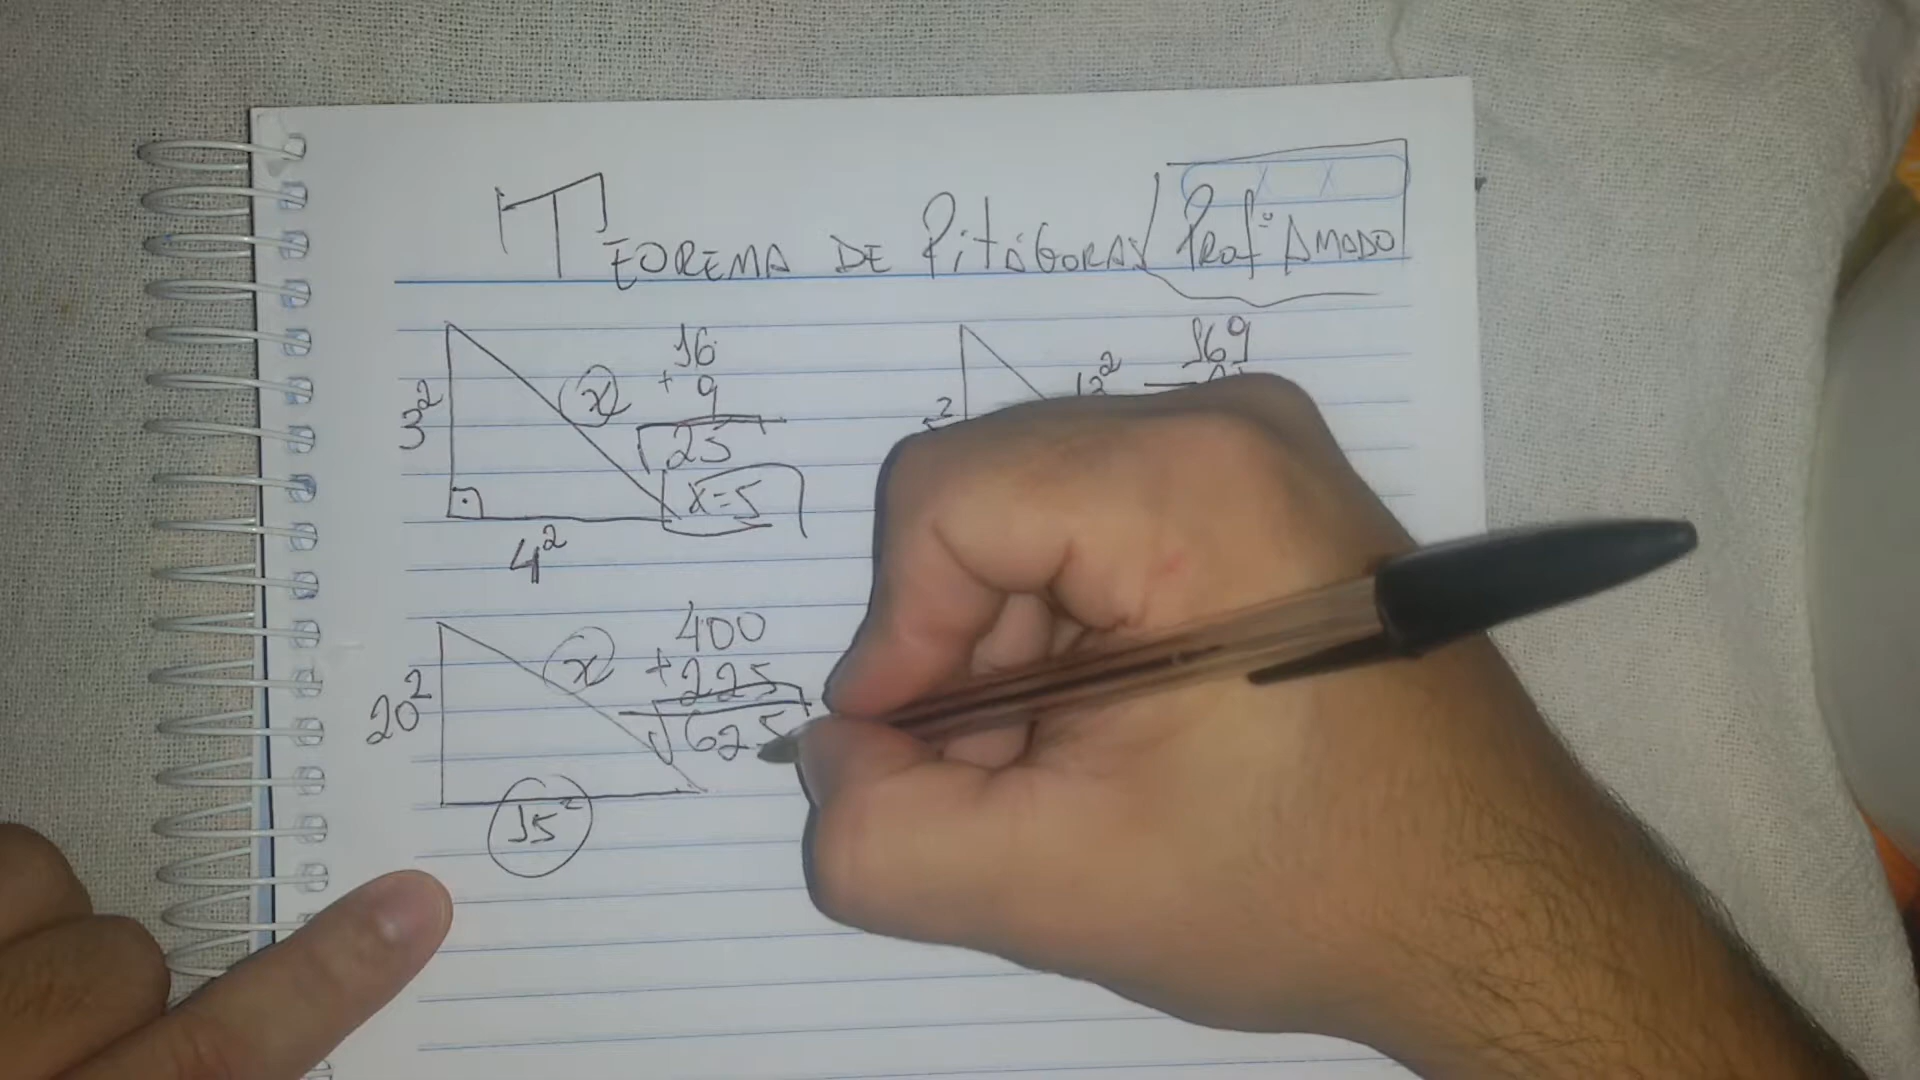 TEOREMA DE PITÁGORAS Profº AMADO
3²
x
16
+ 9
25
x=5
4²
169
20²
x
400
+225
√625
15²